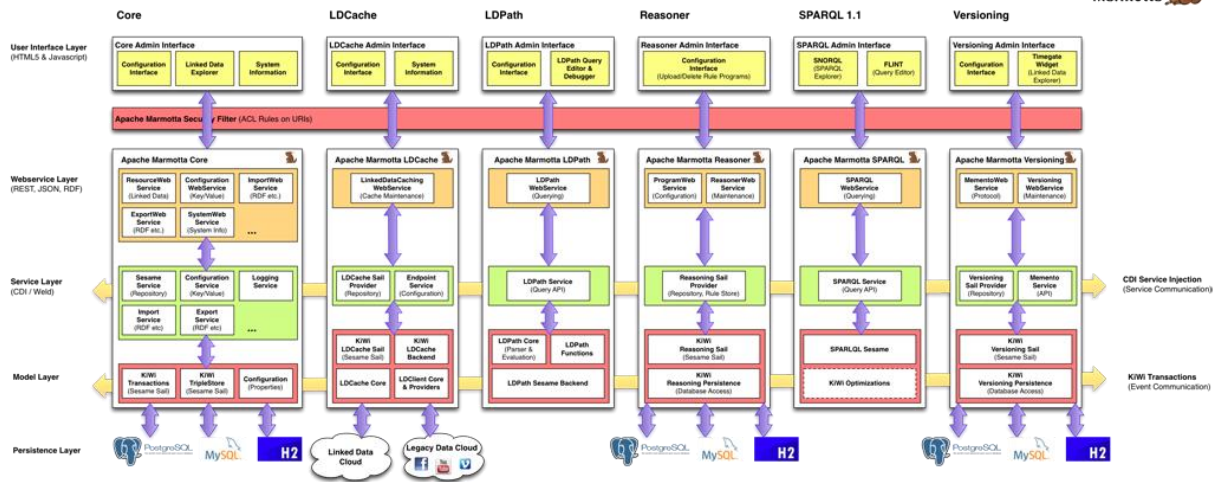 Core
LDCache
LDPath
Reasoner
SPARQL 1.1
Versioning
User Interface Layer
(HTML5 & Javascript)
Core Admin Interface
Configuration
Interface
Linked Data
Explorer
System
Information
LDCache Admin Interface
Configuration
Interface
System
Information
LDPath Admin Interface
Configuration
Interface
LDPath Query
Editor &
Debugger
Reasoner Admin Interface
Configuration
Interface
(Upload/Delete Rule Programs)
SPARQL Admin Interface
SNORQL
(SPARQL
Explorer)
FLINT
(Query Editor)
Versioning Admin Interface
Configuration
Interface
Timegate
Widget
(Linked Data
Explorer)
Apache Marmotta Security Filter (ACL Rules on URIs)
Webservice Layer
(REST, JSON, RDF)
Apache Marmotta Core
ResourceWeb
Service
(Linked Data)
Configuration
WebService
(Key/Value)
ImportWeb
Service
(RDF etc.)
ExportWeb
Service
(RDF etc.)
SystemWeb
Service
(System Info)
...
Apache Marmotta LDCache
LinkedDataCaching
WebService
(Cache Maintenance)
Apache Marmotta LDPath
LDPath
WebService
(Querying)
Apache Marmotta Reasoner
ProgramWeb
Service
(Configuration)
ReasonerWeb
Service
(Maintenance)
Apache Marmotta SPARQL
SPARQL
WebService
(Querying)
Apache Marmotta Versioning
MementoWeb
Service
(Protocol)
Versioning
WebService
(Maintenance)
Service Layer
(CDI / Weld)
Sesame
Service
(Repository)
Configuration
Service
(Key/Value)
Logging
Service
Import
Service
(RDF etc)
Export
Service
(RDF etc)
...
LDCache Sail
Provider
(Repository)
Endpoint
Service
(Configuration)
LDPath Service
(Query API)
Reasoning Sail
Provider
(Repository, Rule Store)
SPARQL Service
(Query API)
Versioning
Sail Provider
(Repository)
Memento
Service
(API)
CDI Service Injection
(Service Communication)
Model Layer
KiWi
Transactions
(Sesame Sail)
KiWi
TripleStore
(Sesame Sail)
Configuration
(Properties)
KiWi
LDCache Sail
(Sesame Sail)
KiWi
LDCache
Backend
LDCache Core
LDClient Core
& Providers
LDPath Core
(Parser &
Evaluation)
LDPath
Functions
LDPath Sesame Backend
KiWi
Reasoning Sail
(Sesame Sail)
KiWi
Reasoning Persistence
(Database Access)
SPARLQL Sesame
KiWi Optimizations
KiWi
Versioning Sail
(Sesame Sail)
KiWi
Versioning Persistence
(Database Access)
KiWi Transactions
(Event Communication)
Persistence Layer
PostgreSQL
MySQL
H2
Linked Data
Cloud
Legacy Data Cloud
You
Tube
PostgreSQL
MySQL
H2
PostgreSQL
MySQL
H2